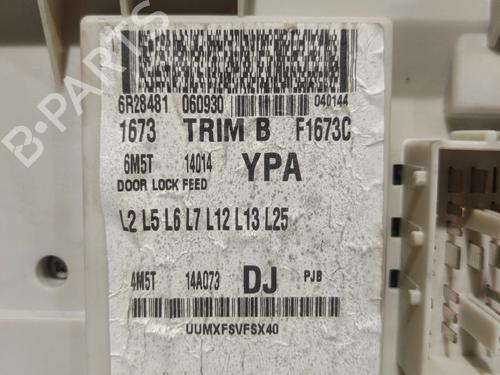 6R28481 060930 040144
1673 TRIM B F1673C
6M5T 14014 YPA
DOOR LOCK FEED
L2 L5 L6 L7 L12 L13 L25
4M5T 14A073 DJ PJB
UUMXFSVFSX40
B-PARTS